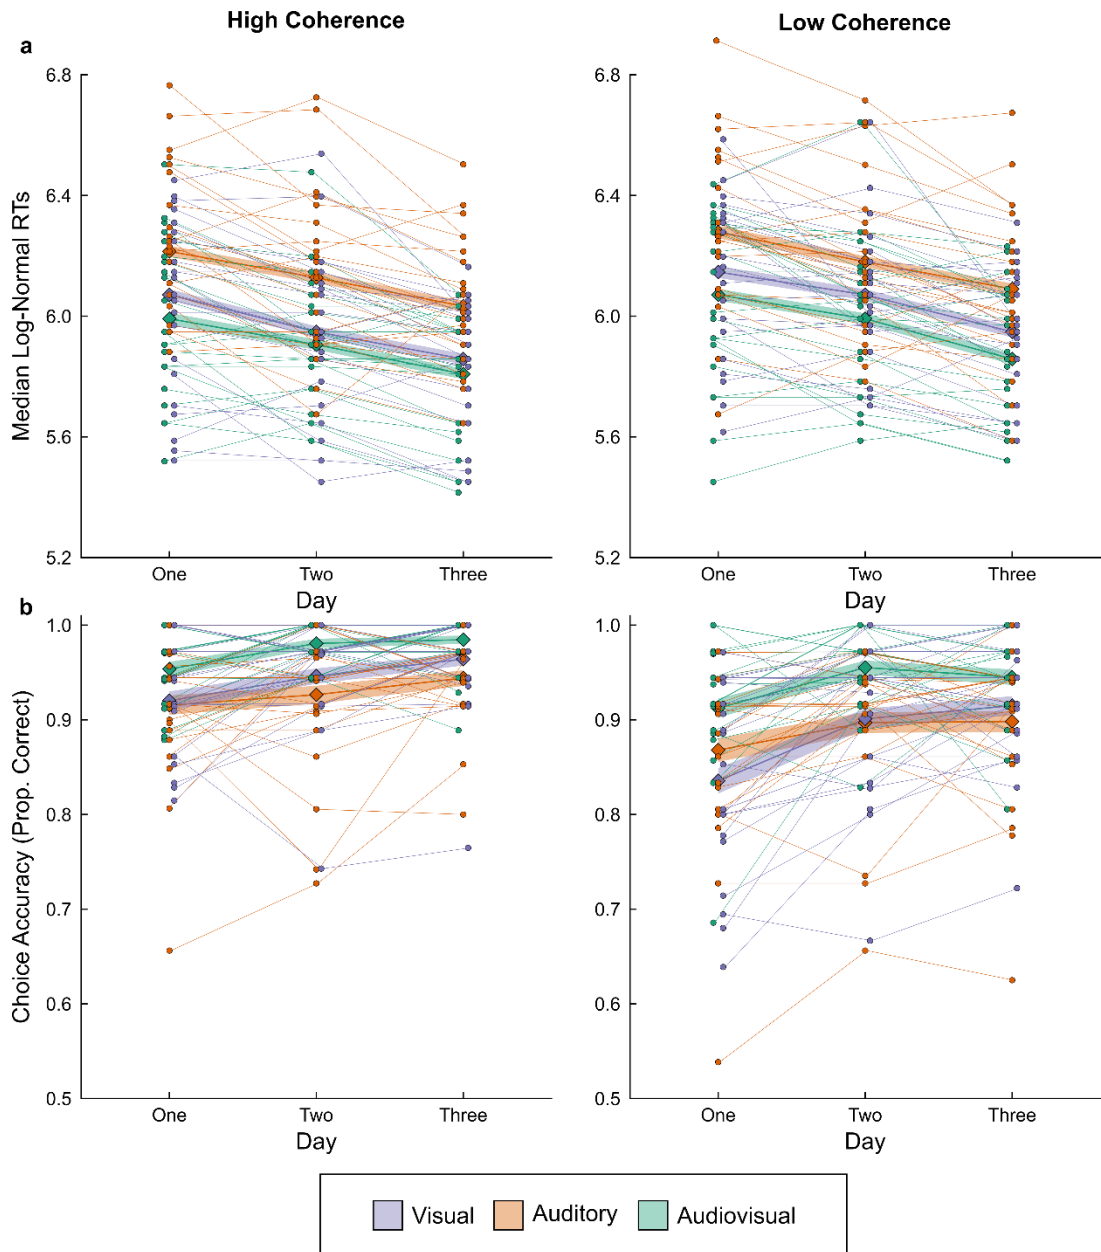 High Coherence
Low Coherence
a
Median Log-Normal RTs
6.8
6.4
6.0
5.6
5.2
One Two Three
Day
6.8
6.4
6.0
5.6
5.2
One Two Three
Day
b
Choice Accuracy (Prop. Correct)
1.0
0.9
0.8
0.7
0.6
0.5
One Two Three
Day
1.0
0.9
0.8
0.7
0.6
0.5
One Two Three
Day
Visual Auditory Audiovisual